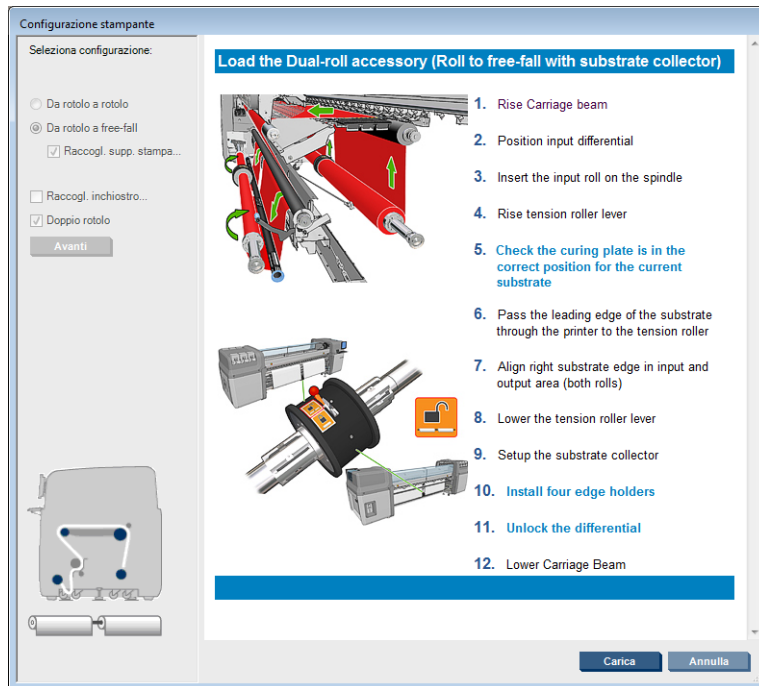 Configurazione stampante
Seleziona configurazione:
Da rotolo a rotolo
Da rotolo a free-fall
Raccogl. supp. stampa...
Raccogl. inchiostro...
Doppio rotolo
Avanti
Load the Dual-roll accessory (Roll to free-fall with substrate collector)
1. Rise Carriage beam
2. Position input differential
3. Insert the input roll on the spindle
4. Rise tension roller lever
5. Check the curing plate is in the
correct position for the current
substrate
6. Pass the leading edge of the substrate
through the printer to the tension roller
7. Align right substrate edge in input and
output area (both rolls)
8. Lower the tension roller lever
9. Setup the substrate collector
10. Install four edge holders
11. Unlock the differential
12. Lower Carriage Beam
Carica
Annulla